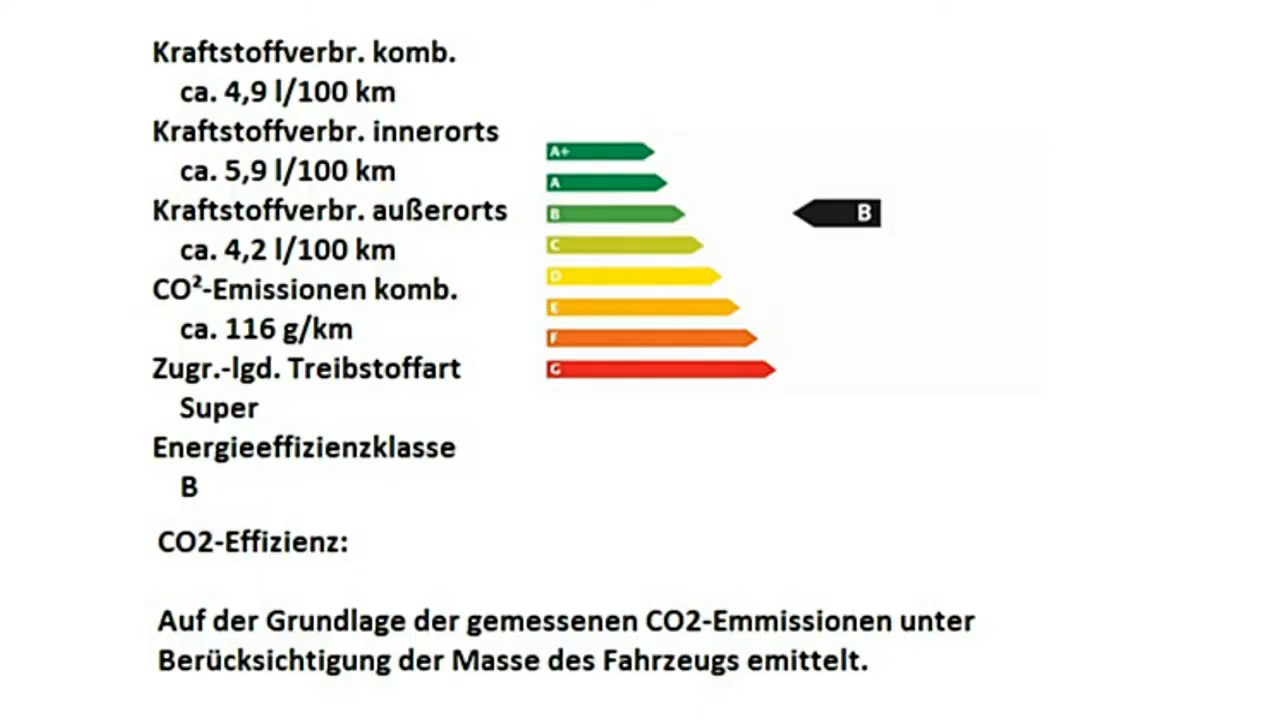 Kraftstoffverbr. komb.
ca. 4,9 l/100 km
Kraftstoffverbr. innerorts
ca. 5,9 l/100 km
Kraftstoffverbr. außerorts
ca. 4,2 l/100 km
CO²-Emissionen komb.
ca. 116 g/km
Zugr.-lgd. Treibstoffart
Super
Energieeffizienzklasse
B
A+
A
B
B
C
D
E
F
G
CO2-Effizienz:
Auf der Grundlage der gemessenen CO2-Emmissionen unter
Berücksichtigung der Masse des Fahrzeugs emittelt.